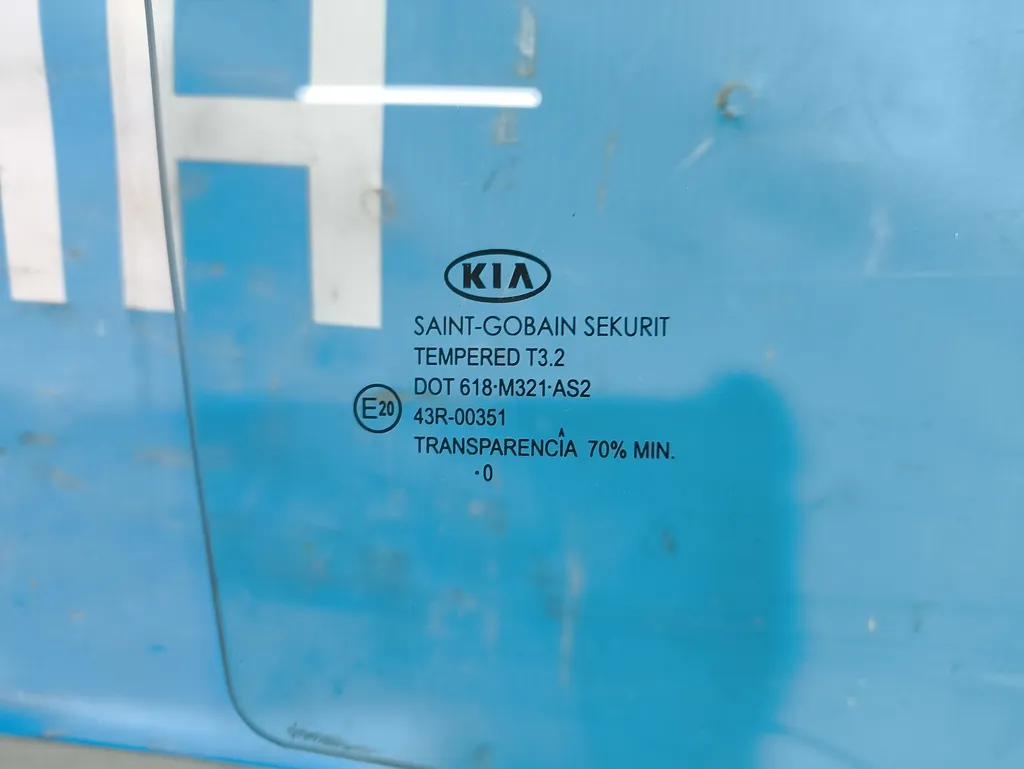 KIA
SAINT-GOBAIN SEKURIT
TEMPERED T3.2
DOT 618·M321·AS2
E20
43R-00351
TRANSPARENCIA 70% MIN.
·0